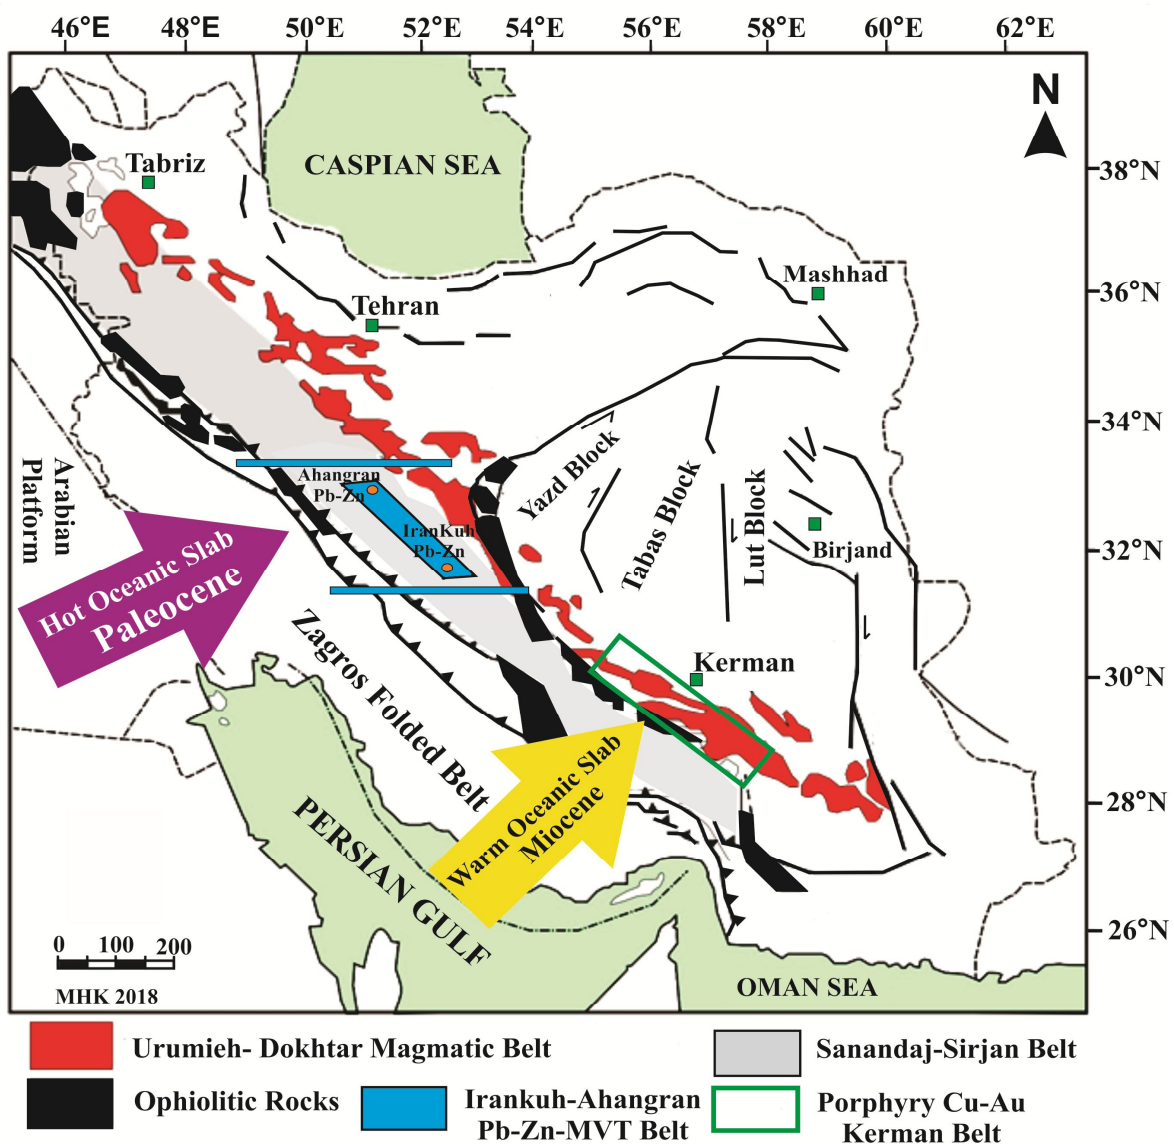 46°E 48°E 50°E 52°E 54°E 56°E 58°E 60°E 62°E
N
CASPIAN SEA
Tabriz
38°N
Mashhad
36°N
Tehran
34°N
Arabian
Platform
Ahangran
Pb-Zn
IranKuh
Pb-Zn
Yazd Block
Tabas Block
Lut Block
Birjand
32°N
Hot Oceanic Slab
Paleocene
Zagros Folded Belt
Kerman
30°N
Warm Oceanic Slab
Miocene
28°N
PERSIAN GULF
26°N
0 100 200
MHK 2018
OMAN SEA
Urumieh- Dokhtar Magmatic Belt
Sanandaj-Sirjan Belt
Ophiolitic Rocks
Irankuh-Ahangran
Pb-Zn-MVT Belt
Porphyry Cu-Au
Kerman Belt